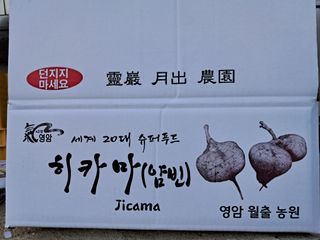 던지지
마세요
靈巖 月出 農園
氣
영암
세계 20대 슈퍼푸드
히카마(얌빈)
Jicama
영암 월출 농원